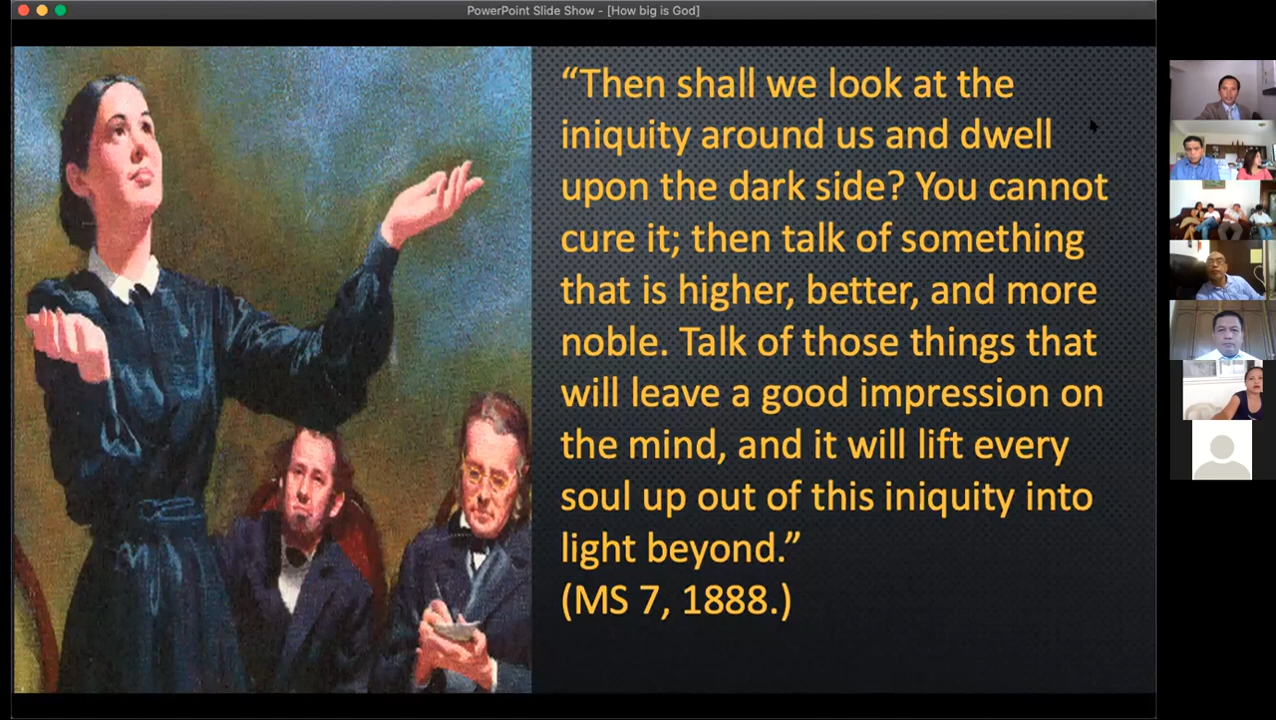 PowerPoint Slide Show - [How big is God]
“Then shall we look at the
iniquity around us and dwell
upon the dark side? You cannot
cure it; then talk of something
that is higher, better, and more
noble. Talk of those things that
will leave a good impression on
the mind, and it will lift every
soul up out of this iniquity into
light beyond.”
(MS 7, 1888.)